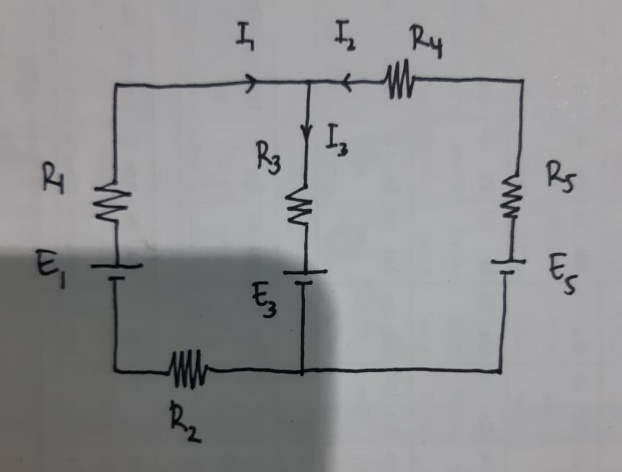 I₁
I₂
R₄
I₃
R₁
R₃
R₅
E₁
E₃
E₅
R₂